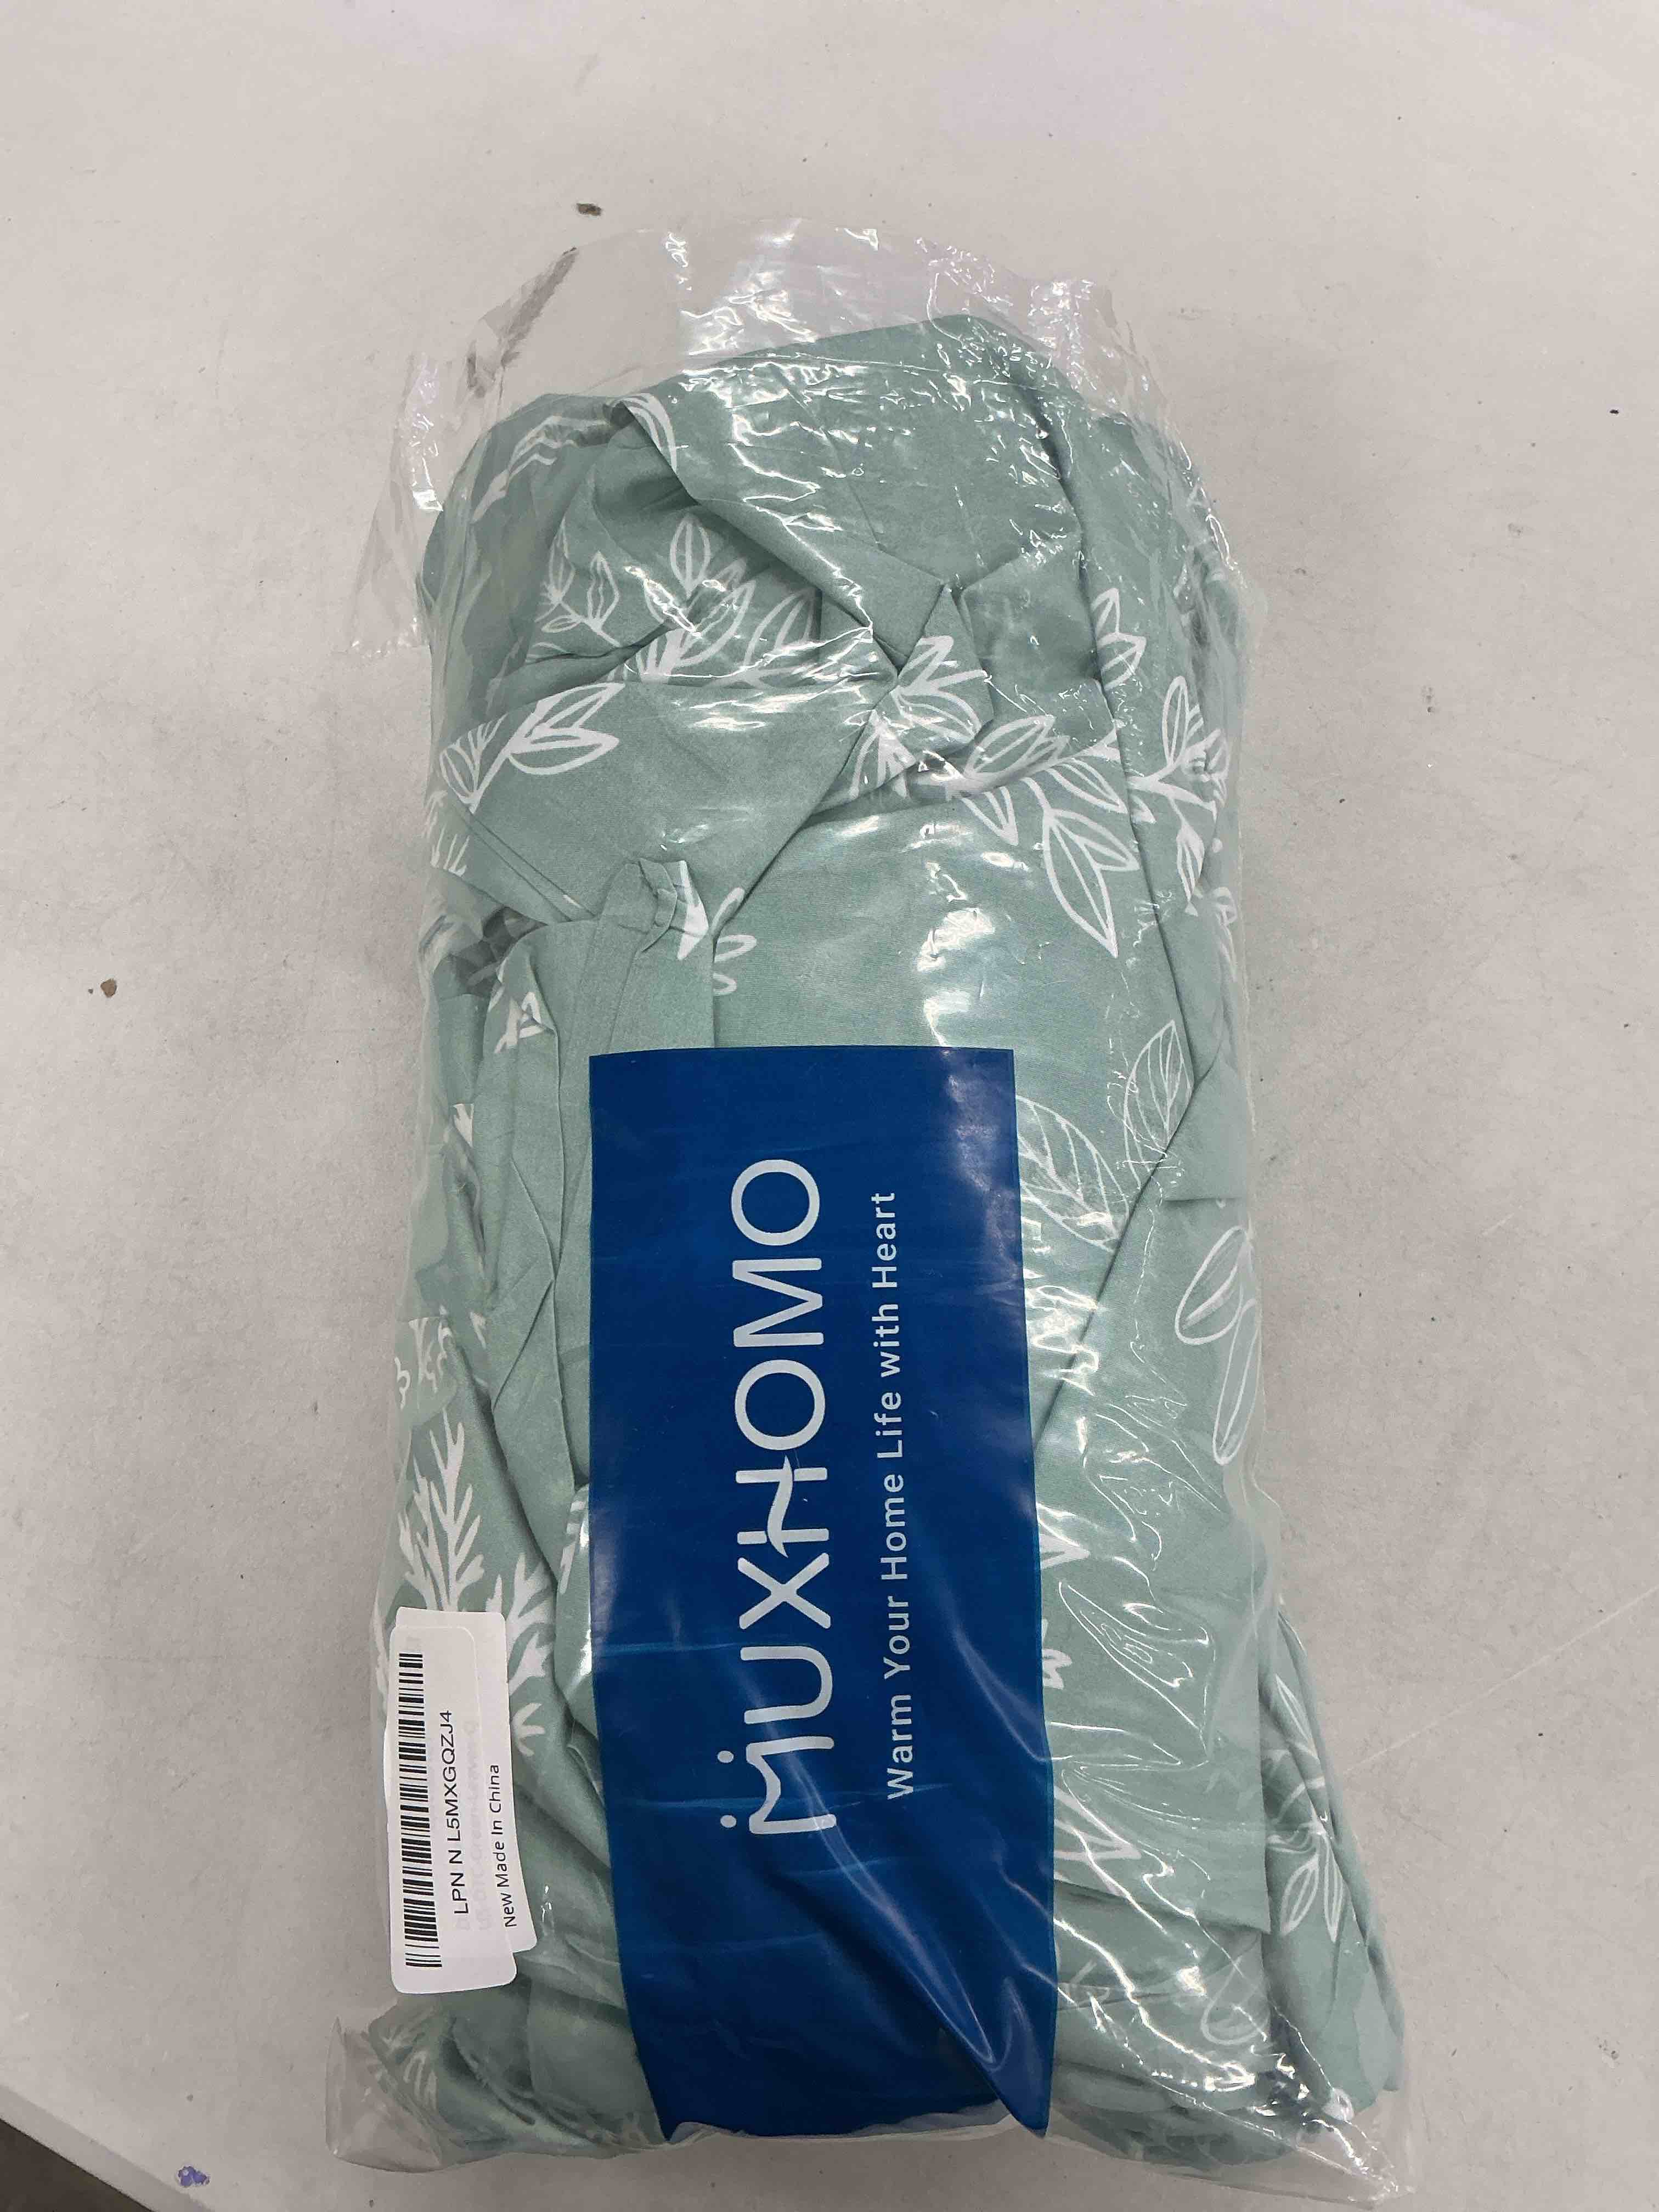 MUXHOMO
Warm Your Home Life with Heart
LPN N L5MXGQZJ4
New Made In China